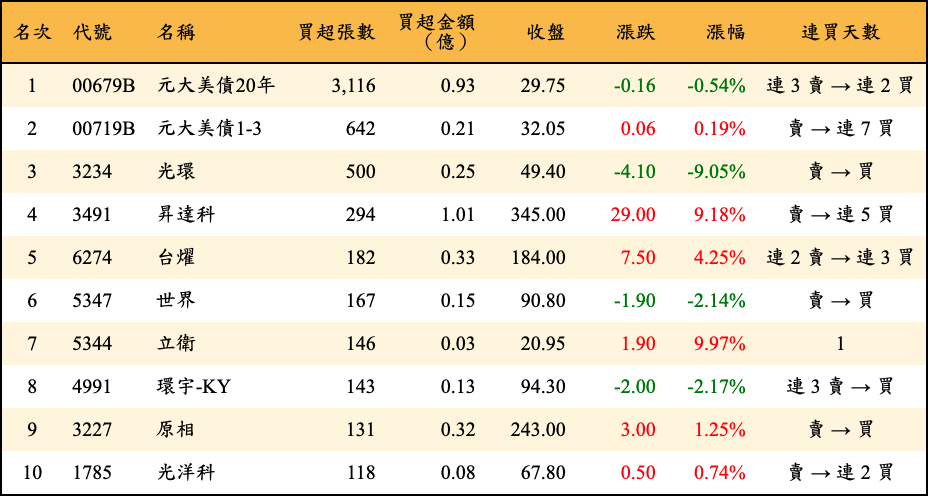 名次 代號 名稱 買超張數 買超金額（億） 收盤 漲跌 漲幅 連買天數
1 00679B 元大美債20年 3,116 0.93 29.75 -0.16 -0.54% 連 3 賣 → 連 2 買
2 00719B 元大美債1-3 642 0.21 32.05 0.06 0.19% 賣 → 連 7 買
3 3234 光環 500 0.25 49.40 -4.10 -9.05% 賣 → 買
4 3491 昇達科 294 1.01 345.00 29.00 9.18% 賣 → 連 5 買
5 6274 台燿 182 0.33 184.00 7.50 4.25% 連 2 賣 → 連 3 買
6 5347 世界 167 0.15 90.80 -1.90 -2.14% 賣 → 買
7 5344 立衛 146 0.03 20.95 1.90 9.97% 1
8 4991 環宇-KY 143 0.13 94.30 -2.00 -2.17% 連 3 賣 → 買
9 3227 原相 131 0.32 243.00 3.00 1.25% 賣 → 買
10 1785 光洋科 118 0.08 67.80 0.50 0.74% 賣 → 連 2 買